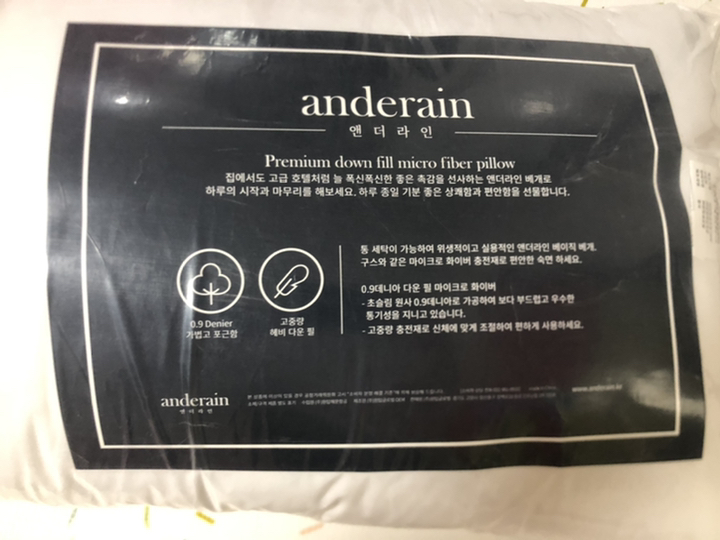 anderain
앤더라인
Premium down fill micro fiber pillow
집에서도 고급 호텔처럼 늘 폭신폭신한 좋은 촉감을 선사하는 앤더라인 베개로
하루의 시작과 마무리를 해보세요. 하루 종일 기분 좋은 상쾌함과 편안함을 선물합니다.
0.9 Denier
가볍고 포근함
고중량
헤비 다운 필
통 세탁이 가능하여 위생적이고 실용적인 앤더라인 베이직 베개.
구스와 같은 마이크로 화이버 충전재로 편안한 숙면 하세요.
0.9데니아 다운 필 마이크로 화이버
- 초슬림 원사 0.9데니아로 가공하여 보다 부드럽고 우수한
통기성을 지니고 있습니다.
- 고중량 충전재로 신체에 맞게 조절하여 편하게 사용하세요.
anderain
앤더라인
www.anderain.kr